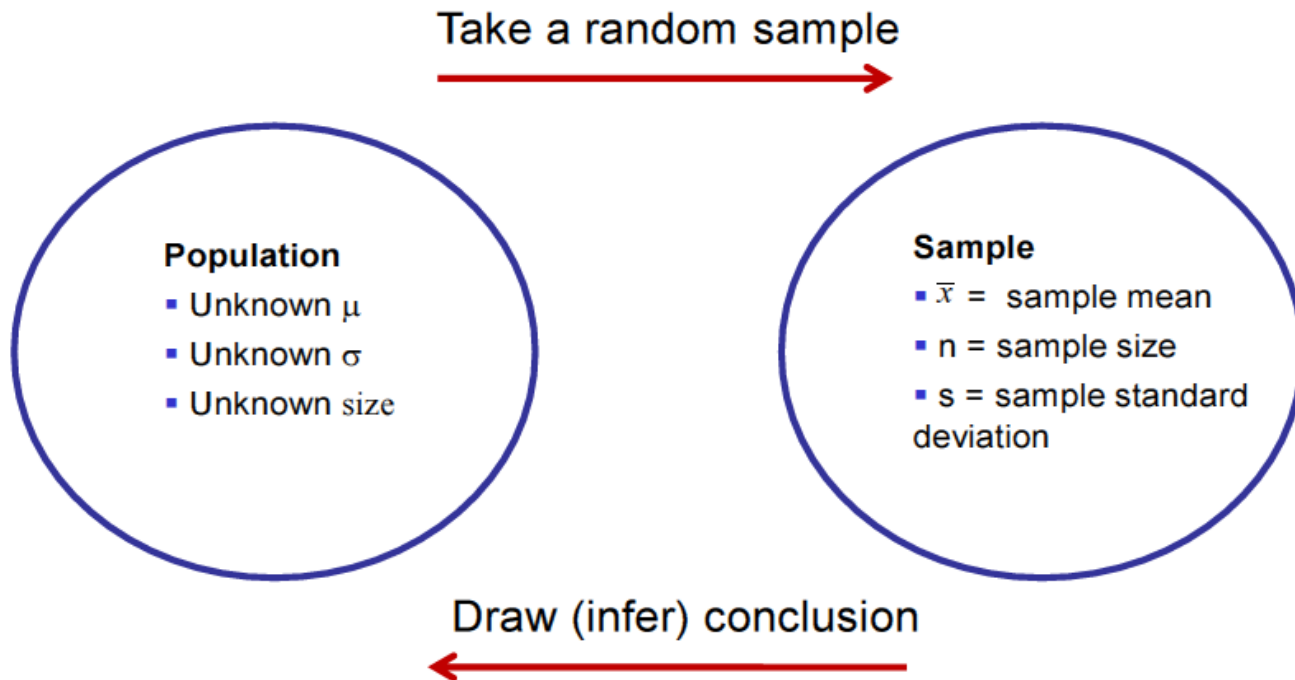 Take a random sample
Population
▪ Unknown μ
▪ Unknown σ
▪ Unknown size
Sample
▪ x̅ = sample mean
▪ n = sample size
▪ s = sample standard
deviation
Draw (infer) conclusion